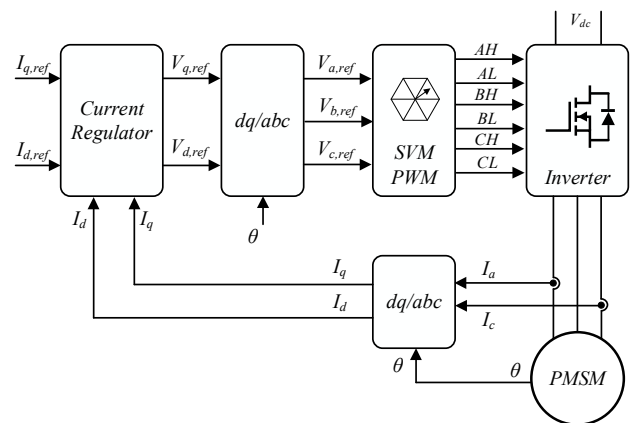 V_dc
I_q,ref
I_d,ref
Current
Regulator
V_q,ref
V_d,ref
dq/abc
θ
V_a,ref
V_b,ref
V_c,ref
SVM
PWM
AH
AL
BH
BL
CH
CL
Inverter
I_d
I_q
I_q
I_d
dq/abc
I_a
I_c
θ
θ
PMSM